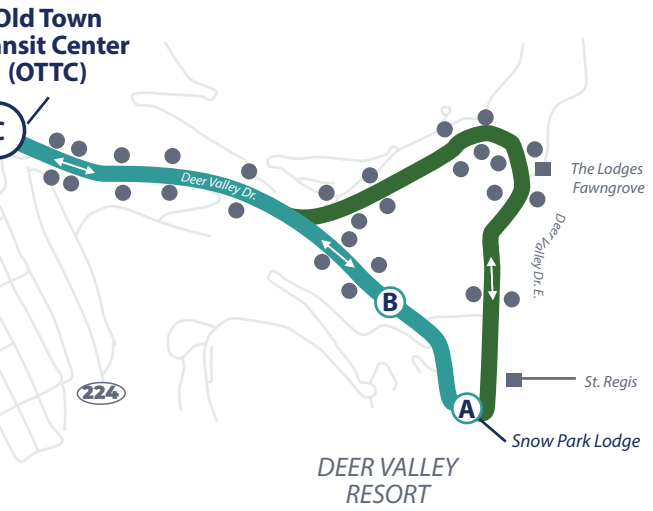 Old Town
nsit Center
(OTTC)
C
Deer Valley Dr.
The Lodges
Fawngrove
Deer Valley Dr. E.
B
224
St. Regis
A
Snow Park Lodge
DEER VALLEY
RESORT